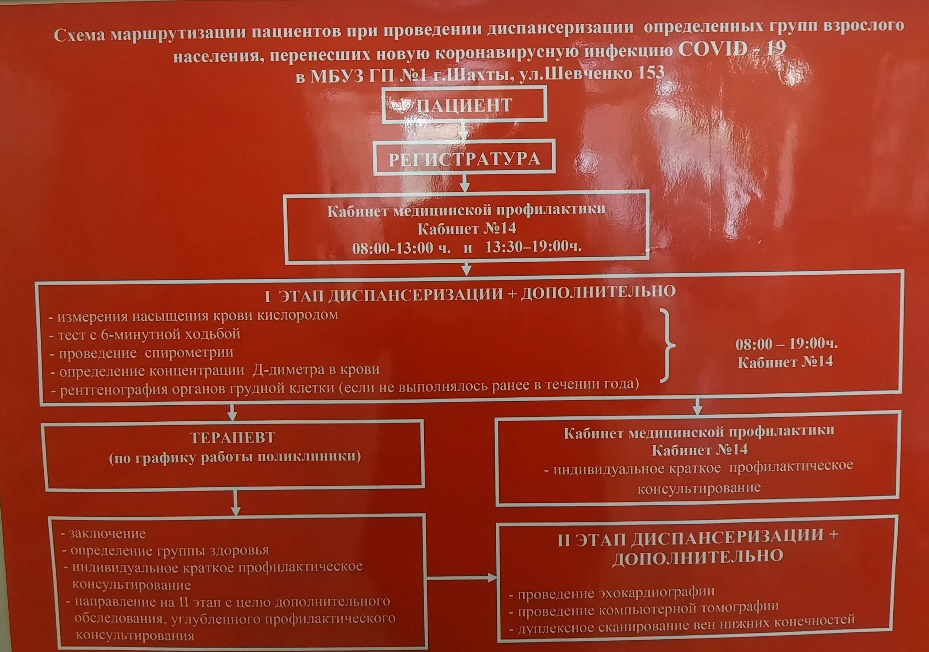 Схема маршрутизации пациентов при проведении диспансеризации определенных групп взрослого
населения, перенесших новую коронавирусную инфекцию COVID - 19
в МБУЗ ГП №1 г.Шахты, ул.Шевченко 153
ПАЦИЕНТ
РЕГИСТРАТУРА
Кабинет медицинской профилактики
Кабинет №14
08:00-13:00 ч. и 13:30–19:00ч.
I ЭТАП ДИСПАНСЕРИЗАЦИИ + ДОПОЛНИТЕЛЬНО
- измерения насыщения крови кислородом
- тест с 6-минутной ходьбой
- проведение спирометрии
- определение концентрации Д-диметра в крови
- рентгенография органов грудной клетки (если не выполнялось ранее в течении года)
08:00 – 19:00ч.
Кабинет №14
ТЕРАПЕВТ
(по графику работы поликлиники)
Кабинет медицинской профилактики
Кабинет №14
- индивидуальное краткое профилактическое
консультирование
- заключение
- определение группы здоровья
- индивидуальное краткое профилактическое
консультирование
- направление на II этап с целю дополнительного
обследования, углубленного профилактического
консультирования
II ЭТАП ДИСПАНСЕРИЗАЦИИ +
ДОПОЛНИТЕЛЬНО
- проведение эхокардиографии
- проведение компьютерной томографии
- дуплексное сканирование вен нижних конечностей